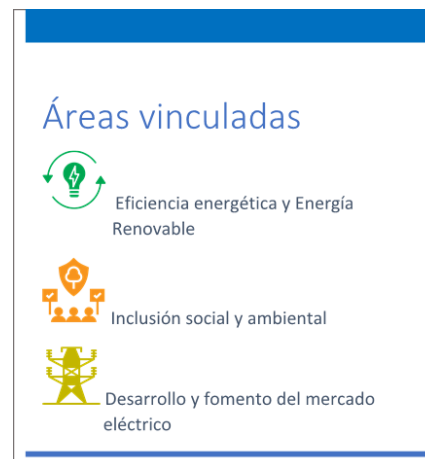 Áreas vinculadas
Eficiencia energética y Energía
Renovable
Inclusión social y ambiental
Desarrollo y fomento del mercado
eléctrico